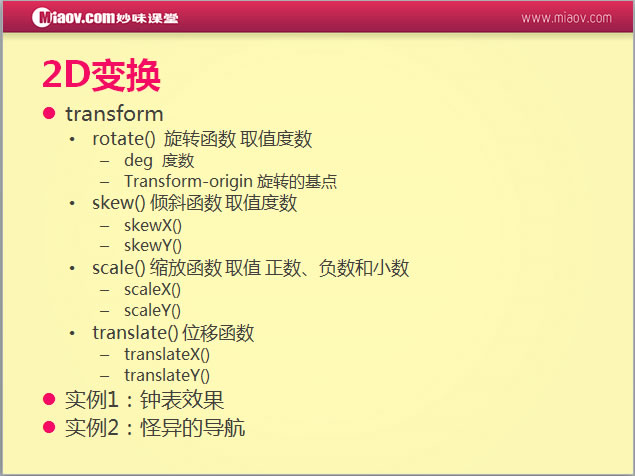 Miaov.com 妙味课堂
www.miaov.com
2D变换
transform
rotate() 旋转函数 取值度数
– deg 度数
– Transform-origin 旋转的基点
skew() 倾斜函数 取值度数
– skewX()
– skewY()
scale() 缩放函数 取值 正数、负数和小数
– scaleX()
– scaleY()
translate() 位移函数
– translateX()
– translateY()
实例1：钟表效果
实例2：怪异的导航